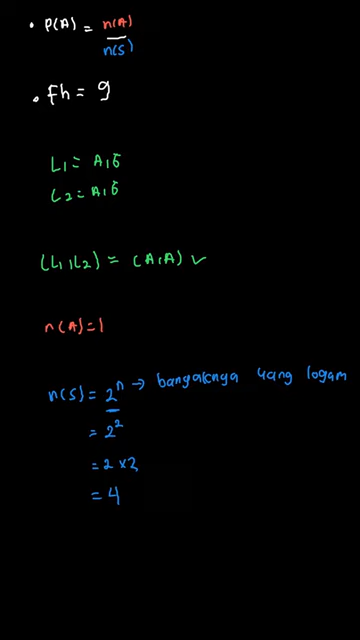 • P(A) = n(A)/n(S)
• Fh = 9
L₁ = A,G
L₂ = A,G
(L₁,L₂) = (A,A) ✓
n(A)=1
n(S) = 2ⁿ → banyaknya uang logam
= 2²
= 2 x 2
= 4